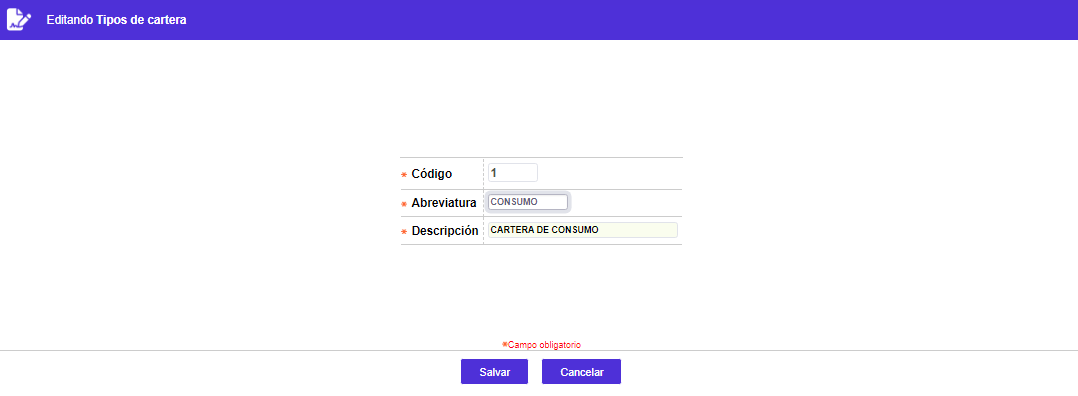 Editando Tipos de cartera
* Código 1
* Abreviatura CONSUMO
* Descripción CARTERA DE CONSUMO
*Campo obligatorio
Salvar Cancelar